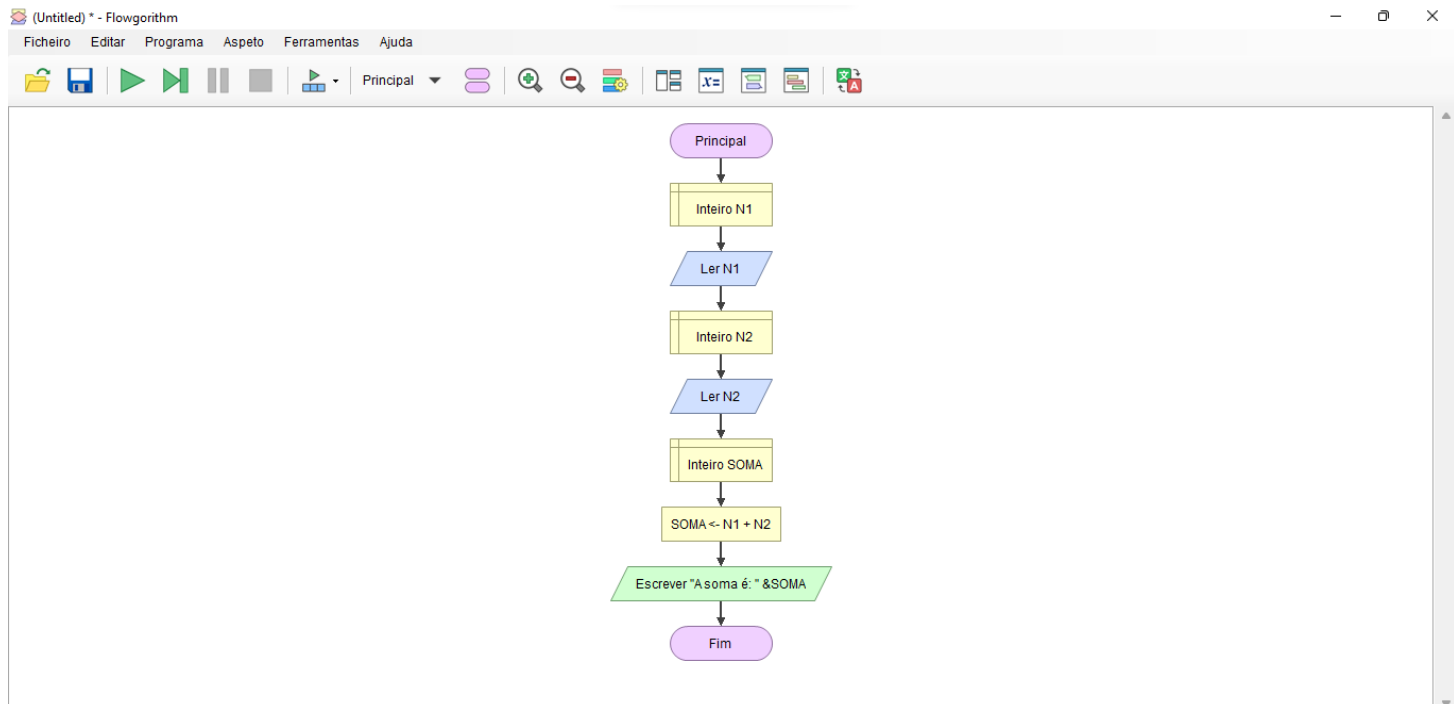 (Untitled) * - Flowgorithm
Ficheiro Editar Programa Aspeto Ferramentas Ajuda
Principal
x=
Principal
Inteiro N1
Ler N1
Inteiro N2
Ler N2
Inteiro SOMA
SOMA <- N1 + N2
Escrever "A soma é: " &SOMA
Fim